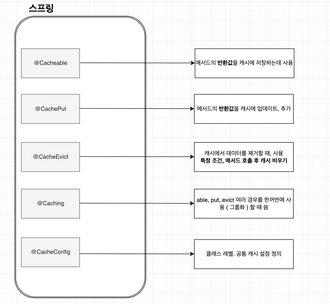 스프링
@Cacheable
메서드의 반환값을 캐시에 저장하는데 사용
@CachePut
메서드의 반환값을 캐시에 업데이트, 추가
@CacheEvict
캐시에서 데이터를 제거할 때, 사용
특정 조건, 메서드 호출 후 캐시 비우기
@Caching
able, put, evict 여러 경우를 한꺼번에 사
용 ( 그룹화 ) 할 때 씀
@CacheConfig
클래스 레벨, 공통 캐시 설정 정의